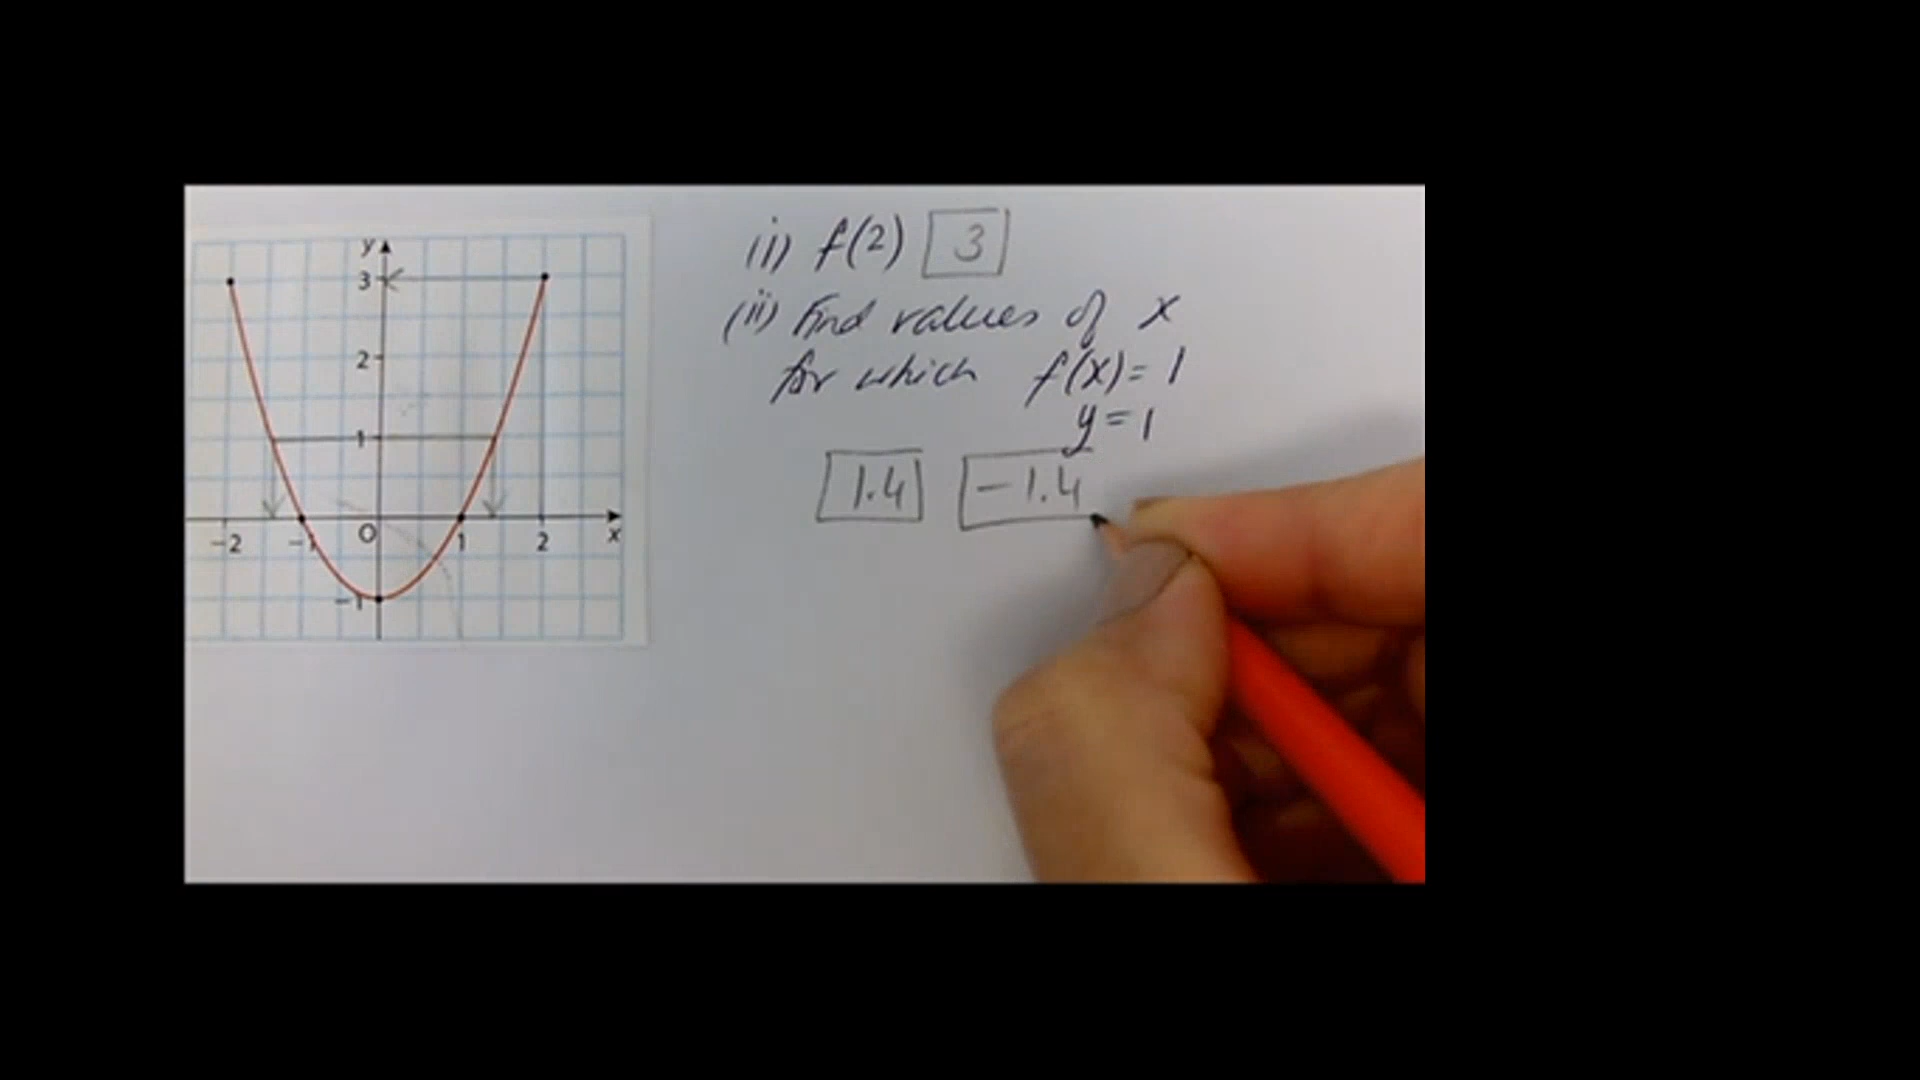 y
3
2
1
-2 -1 O 1 2 x
-1
(i) f(2) 3
(ii) Find values of x
for which f(x) = 1
y = 1
1.4 -1.4